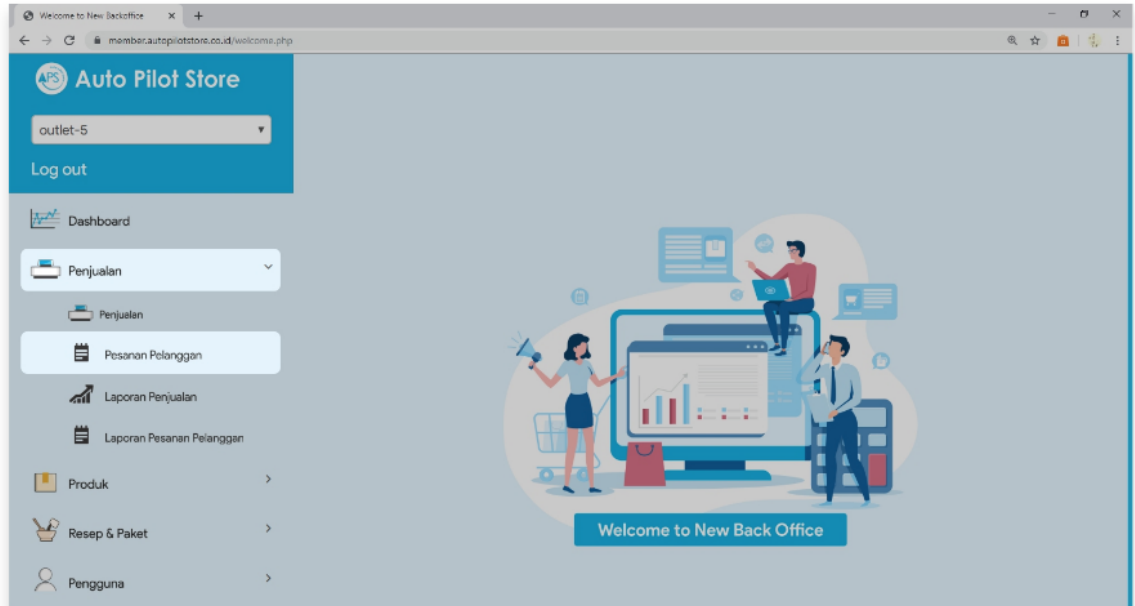 Welcome to New Backoffice
member.autopilotstore.co.id/welcome.php
APS Auto Pilot Store
outlet-5
Log out
Dashboard
Penjualan
Penjualan
Pesanan Pelanggan
Laporan Penjualan
Laporan Pesanan Pelanggan
Produk
Resep & Paket
Pengguna
Welcome to New Back Office